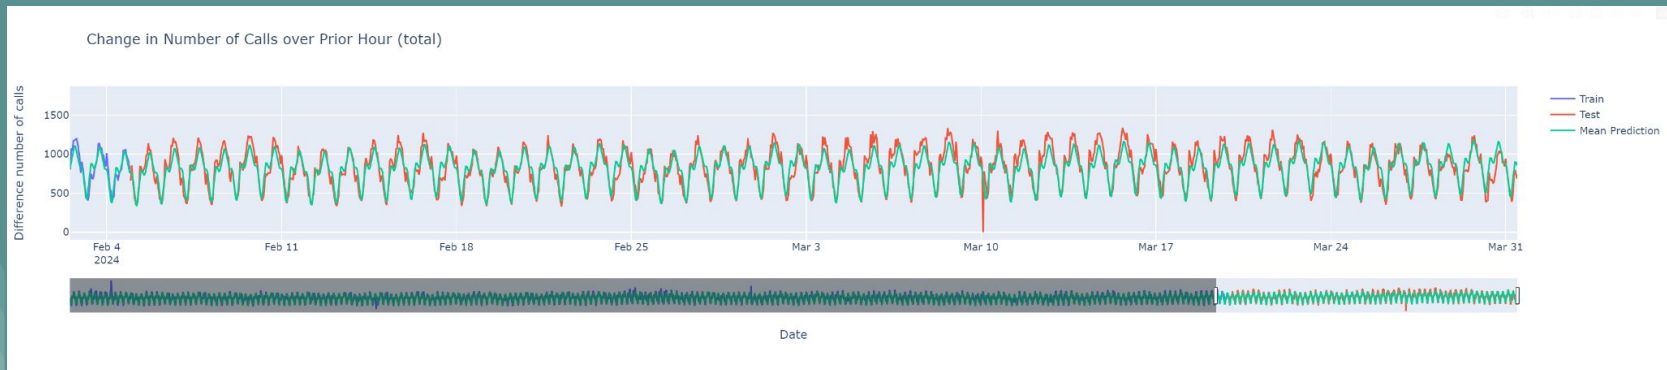 Change in Number of Calls over Prior Hour (total)
Difference number of calls
1500
1000
500
0
Feb 4
2024
Feb 11
Feb 18
Feb 25
Mar 3
Mar 10
Mar 17
Mar 24
Mar 31
Date
Train
Test
Mean Prediction